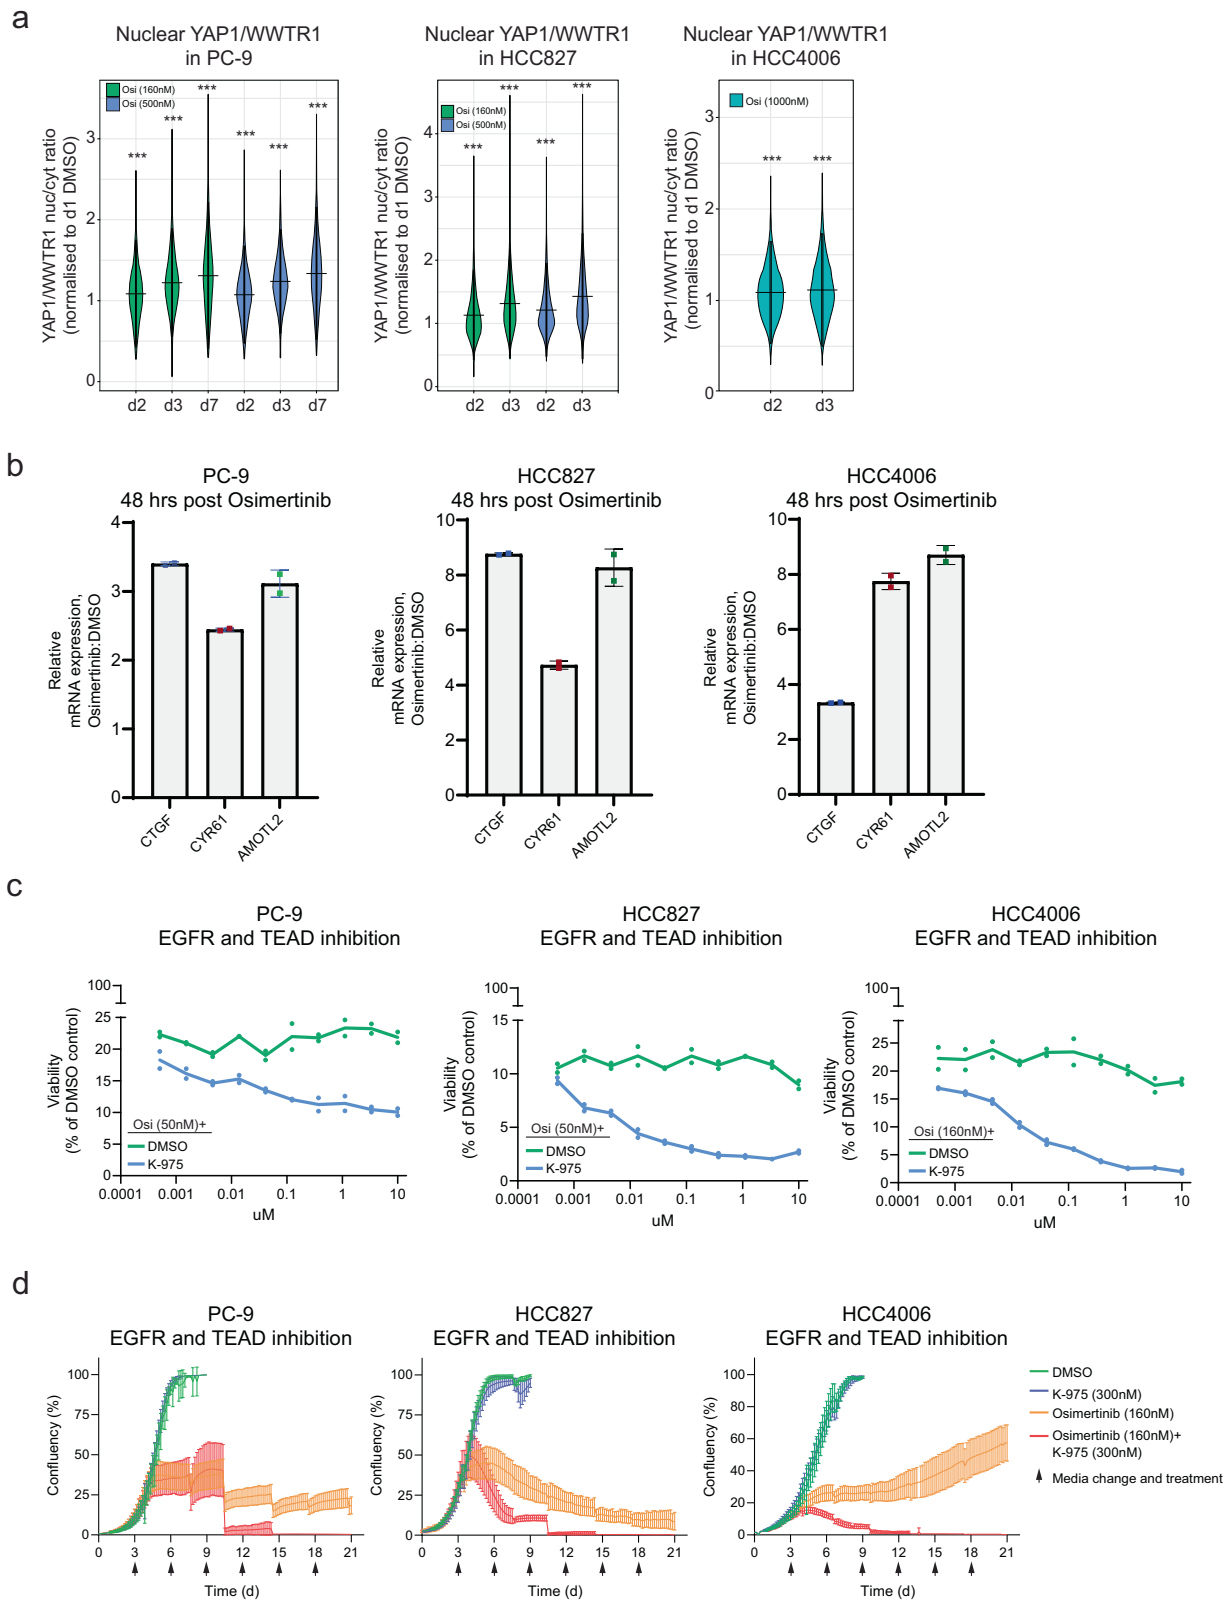 a
Nuclear YAP1/WWTR1
in PC-9
YAP1/WWTR1 nuc/cyt ratio
(normalised to d1 DMSO)
Osi (160nM)
Osi (500nM)
***
***
***
***
***
***
3
2
1
0
d2 d3 d7 d2 d3 d7
Nuclear YAP1/WWTR1
in HCC827
YAP1/WWTR1 nuc/cyt ratio
(normalised to d1 DMSO)
Osi (160nM)
Osi (500nM)
***
***
***
***
4
3
2
1
0
d2 d3 d2 d3
Nuclear YAP1/WWTR1
in HCC4006
YAP1/WWTR1 nuc/cyt ratio
(normalised to d1 DMSO)
Osi (1000nM)
***
***
3
2
1
0
d2 d3
b
PC-9
48 hrs post Osimertinib
Relative
mRNA expression,
Osimertinib:DMSO
4
3
2
1
0
CTGF
CYR61
AMOTL2
HCC827
48 hrs post Osimertinib
Relative
mRNA expression,
Osimertinib:DMSO
10
8
6
4
2
0
CTGF
CYR61
AMOTL2
HCC4006
48 hrs post Osimertinib
Relative
mRNA expression,
Osimertinib:DMSO
10
8
6
4
2
0
CTGF
CYR61
AMOTL2
c
PC-9
EGFR and TEAD inhibition
Viability
(% of DMSO control)
100
25
20
15
10
5
0
Osi (50nM)+
DMSO
K-975
0.0001 0.001 0.01 0.1 1 10
uM
HCC827
EGFR and TEAD inhibition
Viability
(% of DMSO control)
100
15
10
5
0
Osi (50nM)+
DMSO
K-975
0.0001 0.001 0.01 0.1 1 10
uM
HCC4006
EGFR and TEAD inhibition
Viability
(% of DMSO control)
100
25
20
15
10
5
0
Osi (160nM)+
DMSO
K-975
0.0001 0.001 0.01 0.1 1 10
uM
d
PC-9
EGFR and TEAD inhibition
Confluency (%)
100
75
50
25
0
0 3 6 9 12 15 18 21
Time (d)
HCC827
EGFR and TEAD inhibition
Confluency (%)
100
75
50
25
0
0 3 6 9 12 15 18 21
Time (d)
HCC4006
EGFR and TEAD inhibition
Confluency (%)
100
80
60
40
20
0
0 3 6 9 12 15 18 21
Time (d)
DMSO
K-975 (300nM)
Osimertinib (160nM)
Osimertinib (160nM)+
K-975 (300nM)
Media change and treatment